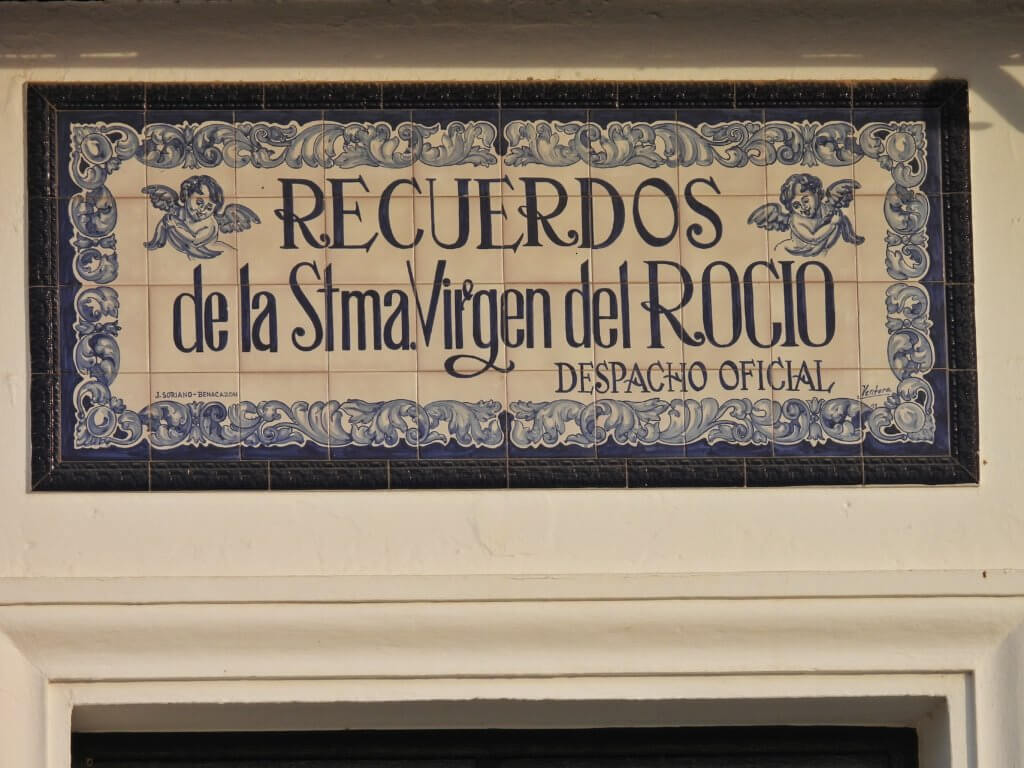 RECUERDOS
de la Stma. Virgen del ROCIO
DESPACHO OFICIAL
J. SORIANO - BENACAZON
Ventura